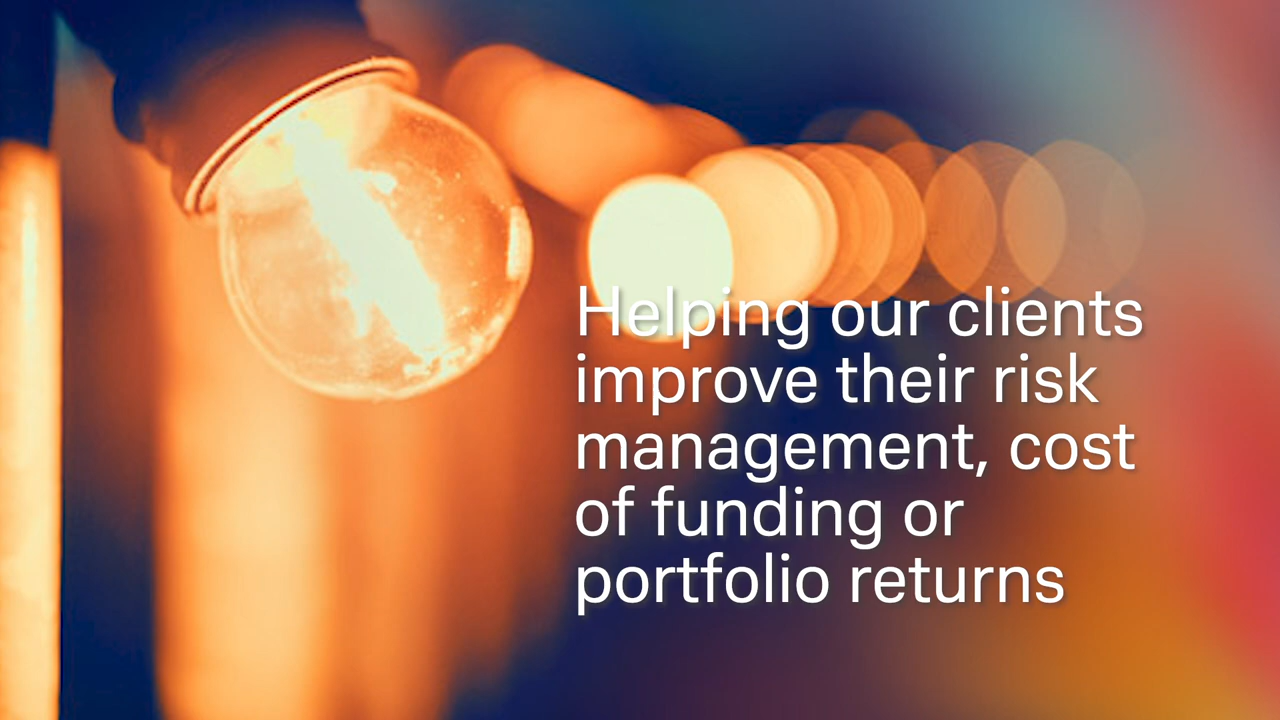 Helping our clients
improve their risk
management, cost
of funding or
portfolio returns